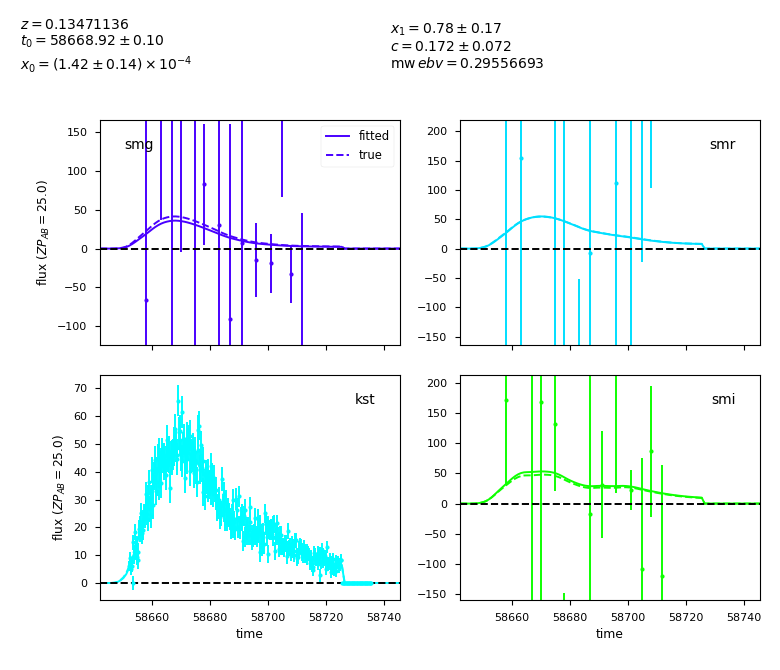 z = 0.13471136
t₀ = 58668.92 ± 0.10
x₀ = (1.42 ± 0.14) × 10⁻⁴
x₁ = 0.78 ± 0.17
c = 0.172 ± 0.072
mw ebv = 0.29556693
smg
fitted
true
150
100
50
0
−50
−100
flux (ZP_AB = 25.0)
smr
200
150
100
50
0
−50
−100
−150
kst
70
60
50
40
30
20
10
0
flux (ZP_AB = 25.0)
58660 58680 58700 58720 58740
time
smi
200
150
100
50
0
−50
−100
−150
58660 58680 58700 58720 58740
time